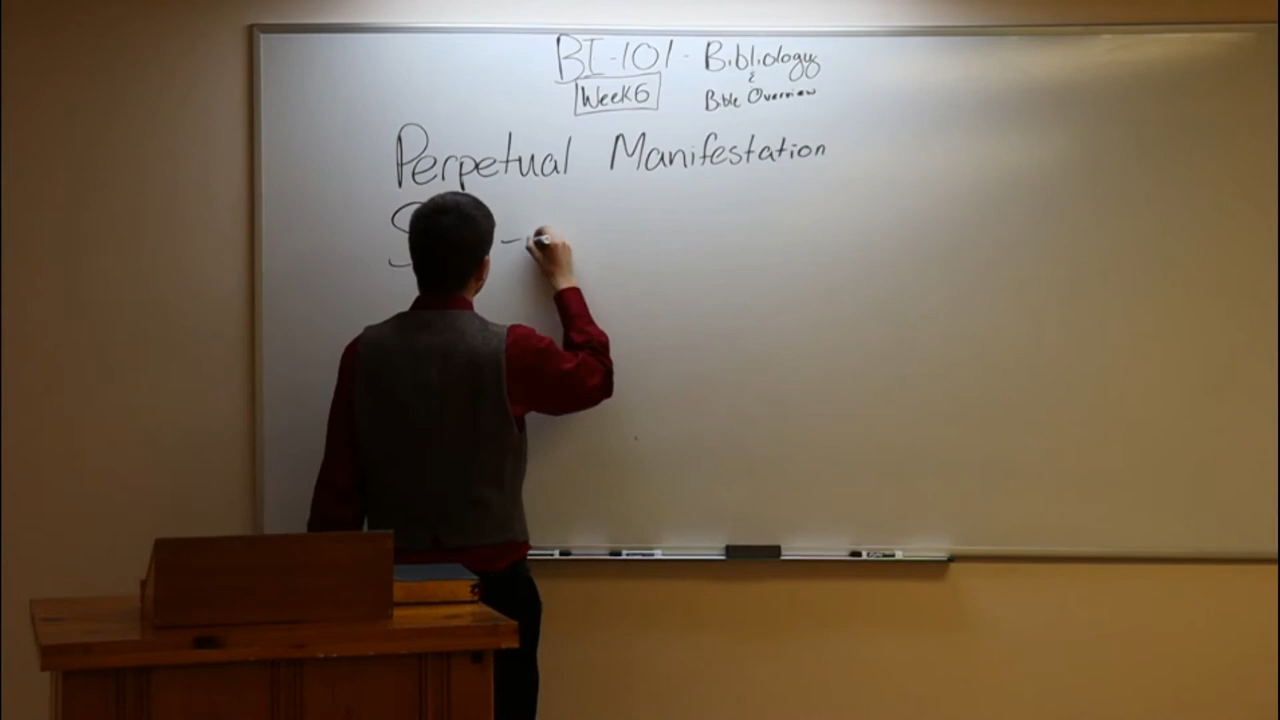 BI-101 - Bibliology
Week 6
&
Bible Overview
Perpetual Manifestation
S